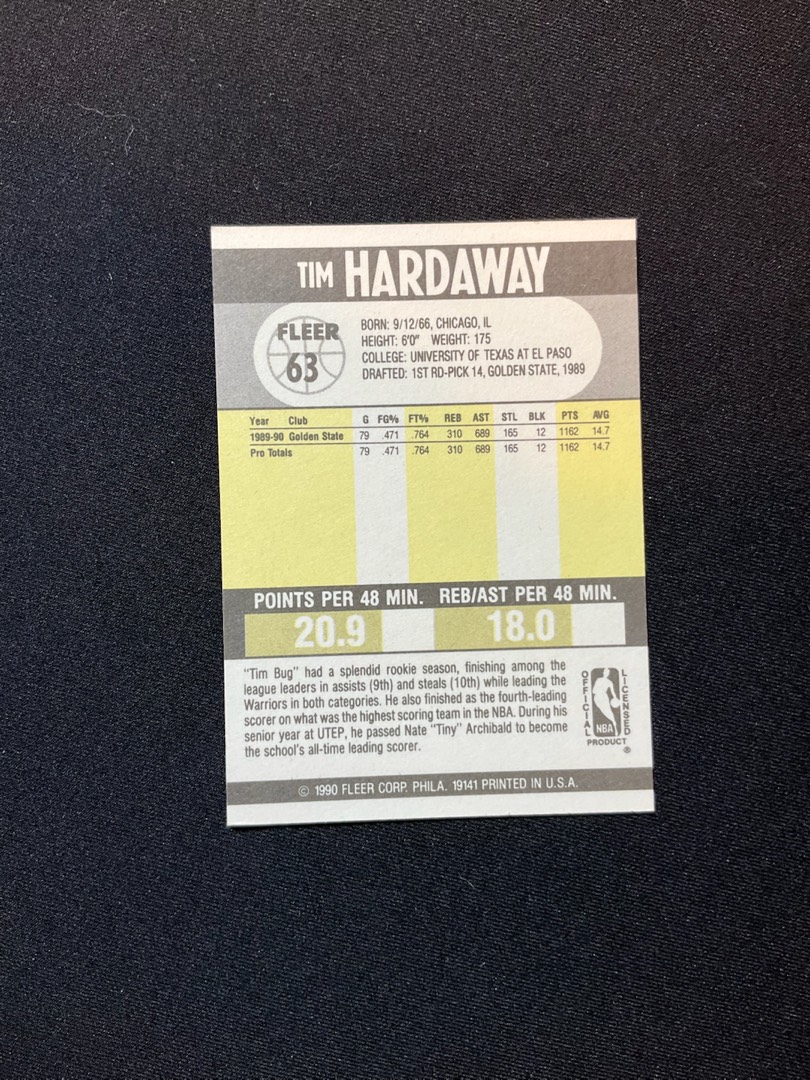 TIM HARDAWAY
FLEER
63
BORN: 9/12/66, CHICAGO, IL
HEIGHT: 6'0" WEIGHT: 175
COLLEGE: UNIVERSITY OF TEXAS AT EL PASO
DRAFTED: 1ST RD-PICK 14, GOLDEN STATE, 1989
Year Club G FG% FT% REB AST STL BLK PTS AVG
1989-90 Golden State 79 .471 .764 310 689 165 12 1162 14.7
Pro Totals 79 .471 .764 310 689 165 12 1162 14.7
POINTS PER 48 MIN. REB/AST PER 48 MIN.
20.9 18.0
"Tim Bug" had a splendid rookie season, finishing among the
league leaders in assists (9th) and steals (10th) while leading the
Warriors in both categories. He also finished as the fourth-leading
scorer on what was the highest scoring team in the NBA. During his
senior year at UTEP, he passed Nate "Tiny" Archibald to become
the school's all-time leading scorer.
OFFICIAL
LICENSED
NBA
PRODUCT
®
© 1990 FLEER CORP. PHILA. 19141 PRINTED IN U.S.A.